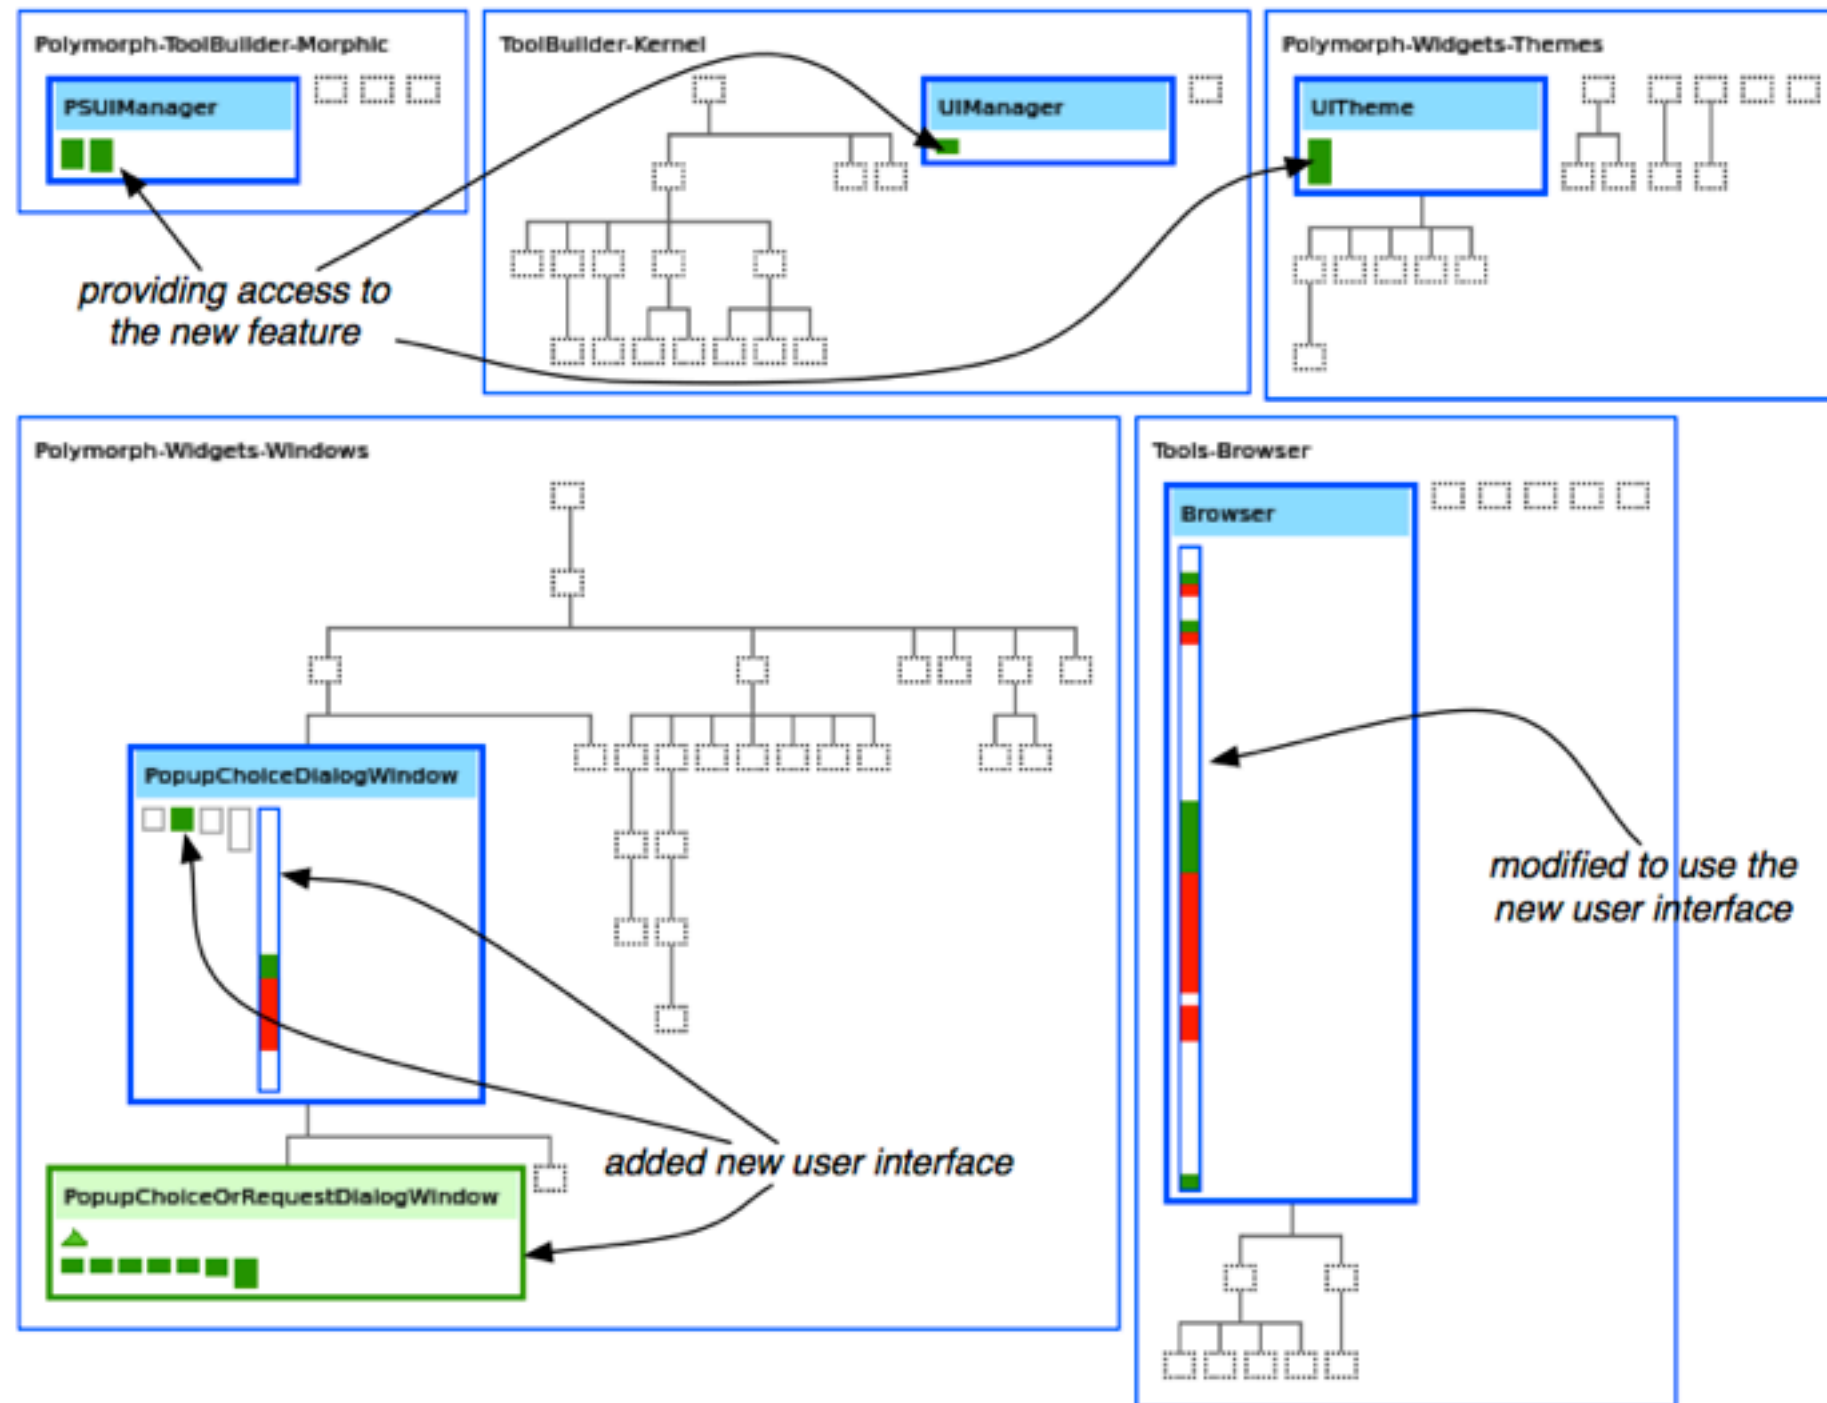 Polymorph-ToolBuilder-Morphic
PSUIManager
ToolBuilder-Kernel
UIManager
Polymorph-Widgets-Themes
UITheme
providing access to
the new feature
Polymorph-Widgets-Windows
PopupChoiceDialogWindow
added new user interface
PopupChoiceOrRequestDialogWindow
Tools-Browser
Browser
modified to use the
new user interface